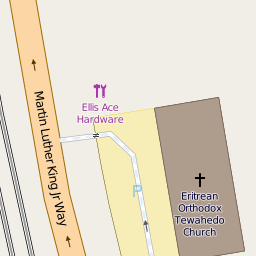 Ellis Ace
Hardware
Martin Luther King Jr Way
P
Eritrean
Orthodox
Tewahedo
Church